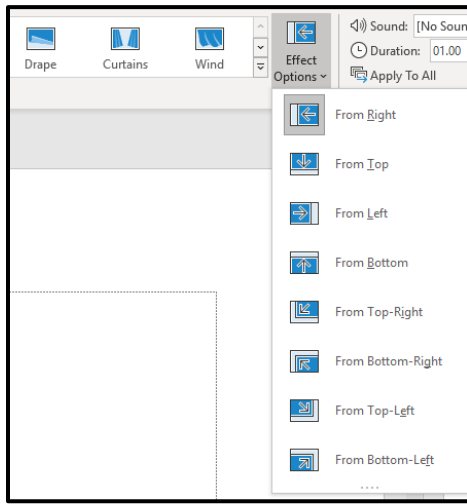 Drape
Curtains
Wind
Effect
Options
Sound: [No Soun
Duration: 01.00
Apply To All
From Right
From Top
From Left
From Bottom
From Top-Right
From Bottom-Right
From Top-Left
From Bottom-Left